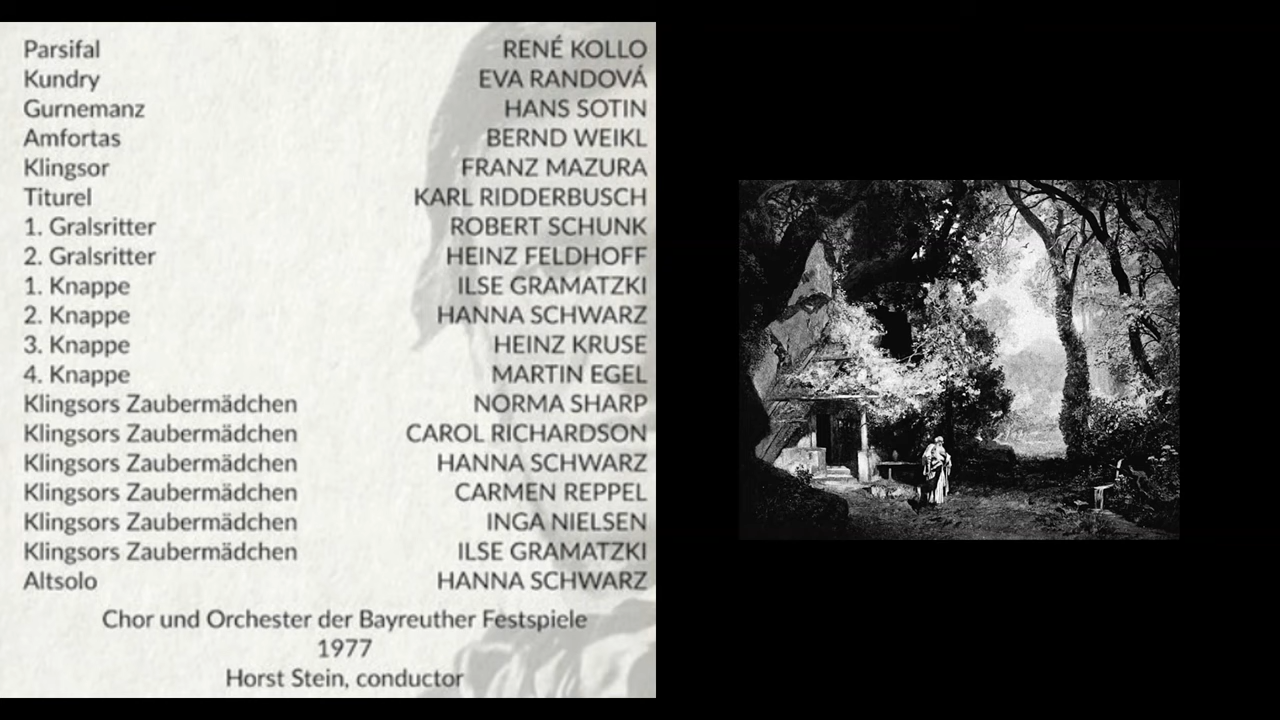 Parsifal RENÉ KOLLO
Kundry EVA RANDOVÁ
Gurnemanz HANS SOTIN
Amfortas BERND WEIKL
Klingsor FRANZ MAZURA
Titurel KARL RIDDERBUSCH
1. Gralsritter ROBERT SCHUNK
2. Gralsritter HEINZ FELDHOFF
1. Knappe ILSE GRAMATZKI
2. Knappe HANNA SCHWARZ
3. Knappe HEINZ KRUSE
4. Knappe MARTIN EGEL
Klingsors Zaubermädchen NORMA SHARP
Klingsors Zaubermädchen CAROL RICHARDSON
Klingsors Zaubermädchen HANNA SCHWARZ
Klingsors Zaubermädchen CARMEN REPPEL
Klingsors Zaubermädchen INGA NIELSEN
Klingsors Zaubermädchen ILSE GRAMATZKI
Altsolo HANNA SCHWARZ
Chor und Orchester der Bayreuther Festspiele
1977
Horst Stein, conductor